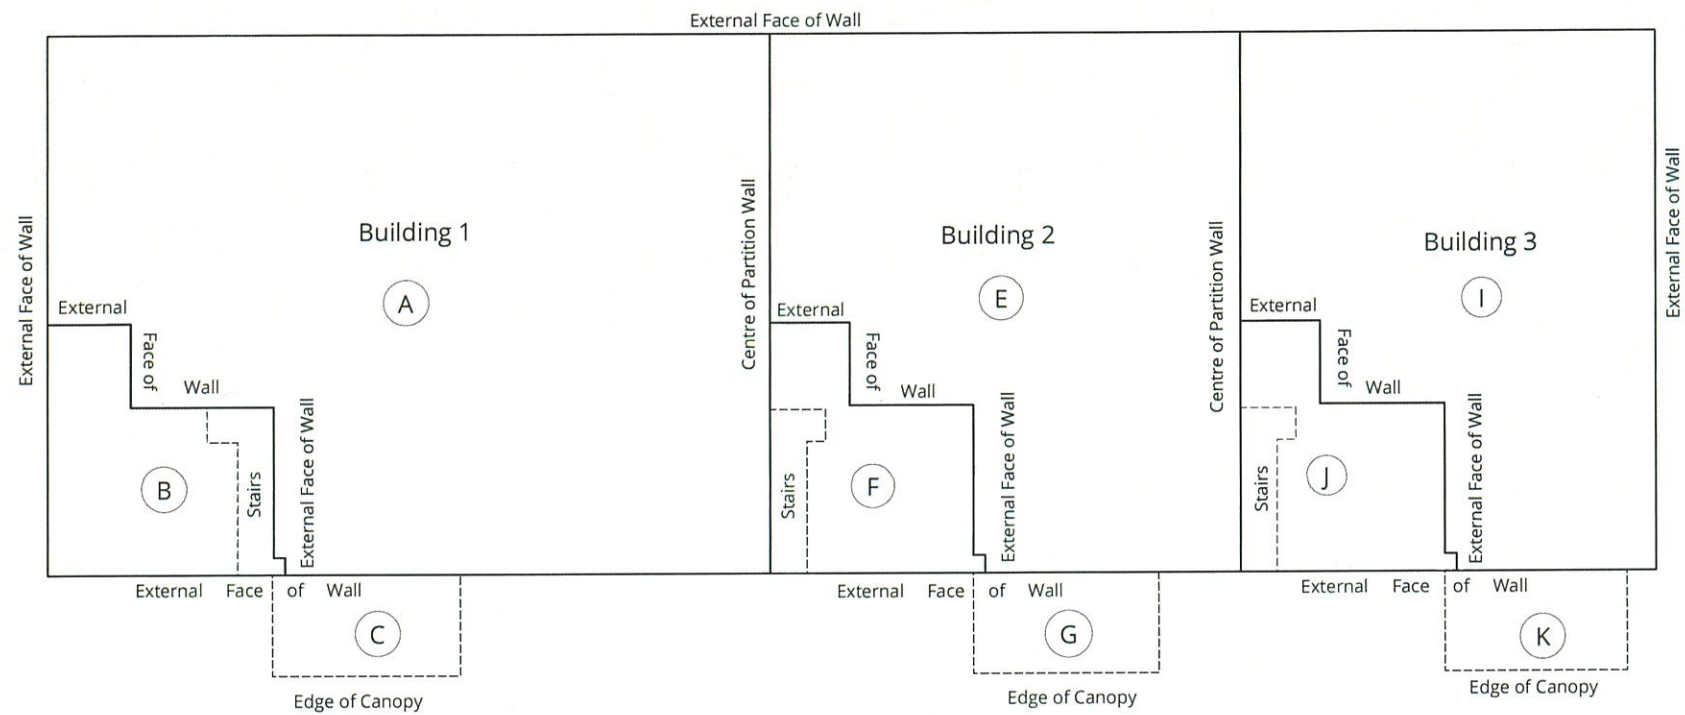 External Face of Wall
Building 1
A
External Face of Wall
External
Face of
Wall
External Face of Wall
B
Stairs
External Face of Wall
C
Edge of Canopy
Centre of Partition Wall
Building 2
E
External
Face of
Wall
External Face of Wall
F
Stairs
External Face of Wall
G
Edge of Canopy
Centre of Partition Wall
Building 3
I
External Face of Wall
External
Face of
Wall
External Face of Wall
J
Stairs
External Face of Wall
K
Edge of Canopy